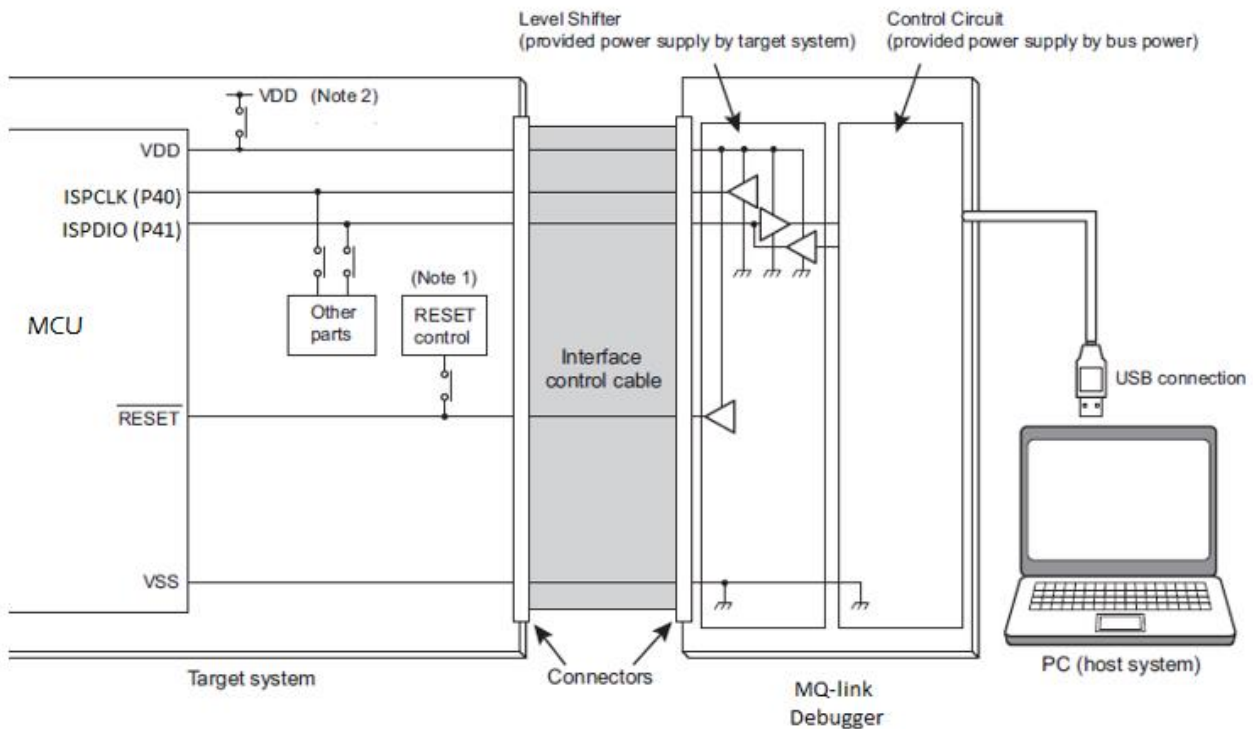 Level Shifter
(provided power supply by target system)
Control Circuit
(provided power supply by bus power)
VDD (Note 2)
VDD
ISPCLK (P40)
ISPDIO (P41)
(Note 1)
Other
parts
RESET
control
MCU
Interface
control cable
USB connection
RESET
VSS
Target system
Connectors
MQ-link
Debugger
PC (host system)